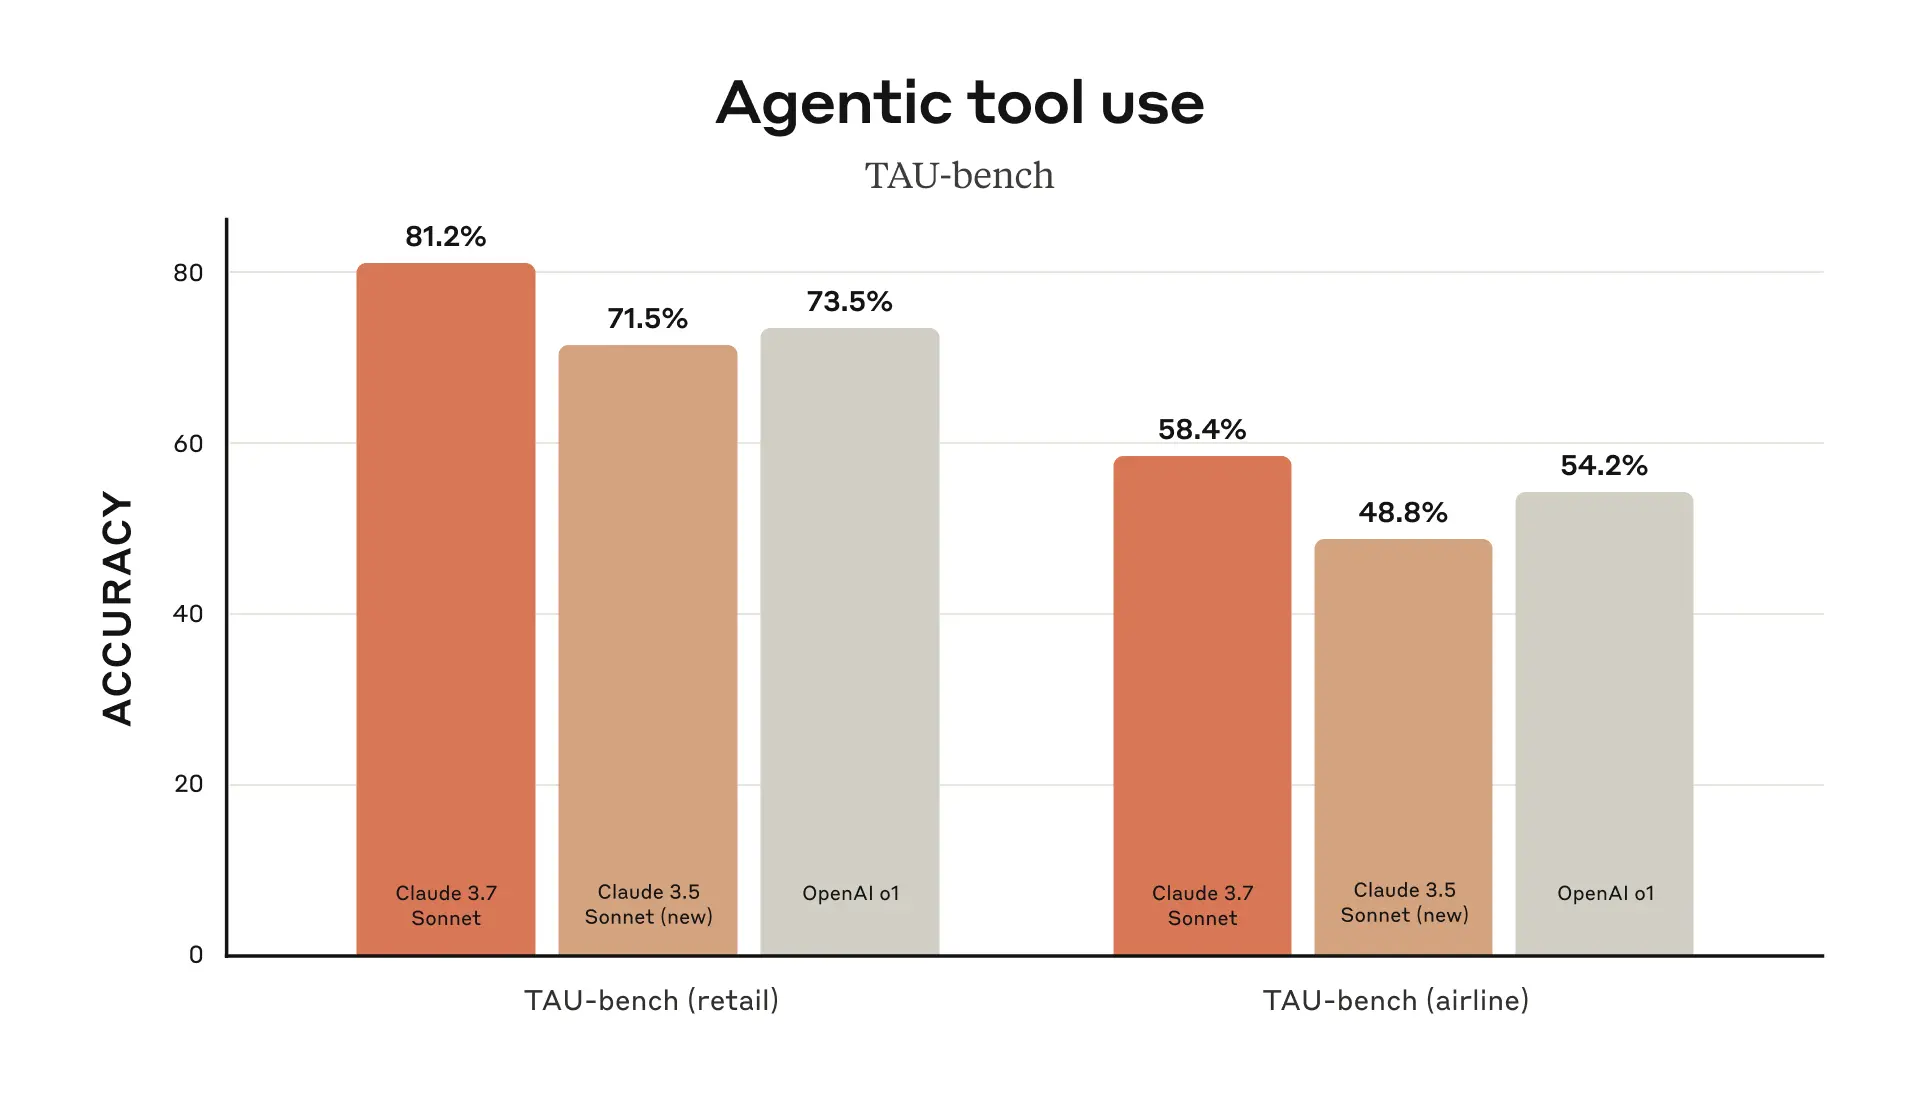 Agentic tool use
TAU-bench
ACCURACY
80
60
40
20
0
81.2%
71.5%
73.5%
58.4%
48.8%
54.2%
Claude 3.7
Sonnet
Claude 3.5
Sonnet (new)
OpenAI o1
Claude 3.7
Sonnet
Claude 3.5
Sonnet (new)
OpenAI o1
TAU-bench (retail)
TAU-bench (airline)